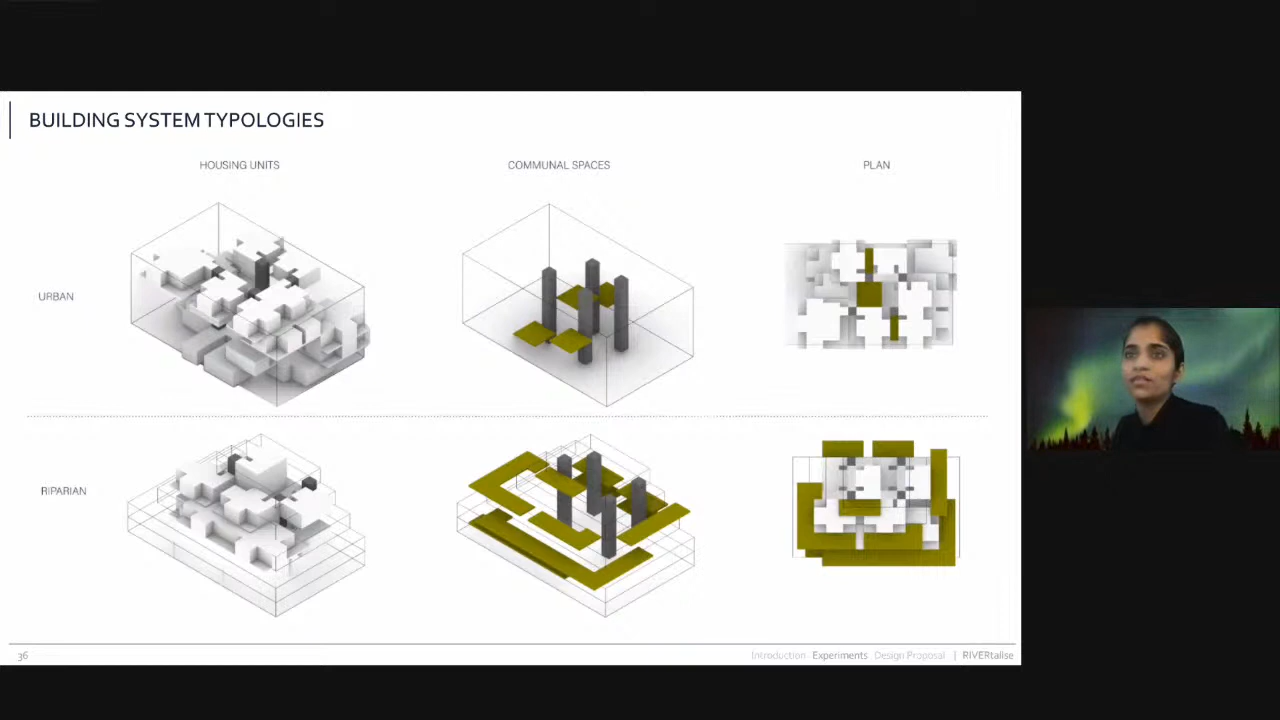 BUILDING SYSTEM TYPOLOGIES
HOUSING UNITS
COMMUNAL SPACES
PLAN
URBAN
RIPARIAN
36
Introduction Experiments Design Proposal | RIVERtalise